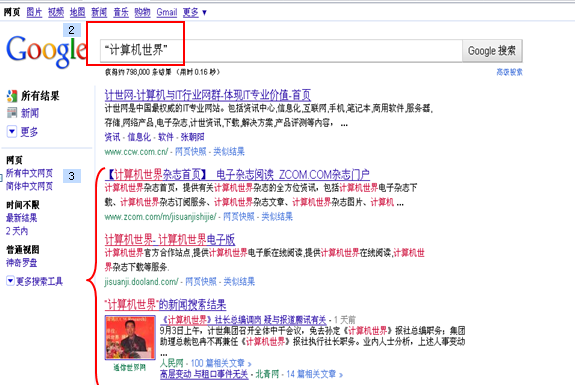 网页 图片 视频 地图 新闻 音乐 购物 Gmail 更多 ▼
2
Google
“计算机世界”
Google 搜索
获得约 798,000 条结果 (用时 0.16 秒)
高级搜索
所有结果
新闻
更多
网页
所有中文网页
简体中文网页
3
时间不限
最新结果
2 天内
普通视图
神奇罗盘
更多搜索工具
计世网-计算机与IT行业网群-体现IT专业价值-首页
计世网是中国最权威的IT专业网站。包括资讯中心,信息化,互联网,手机,笔记本,商用软件,服务器,
存储,网络产品,电子杂志,计世资讯,下载,解决方案,产品评测等内容, ...
资讯 - 信息化 - 软件 - 张朝阳
www.ccw.com.cn/ - 网页快照 - 类似结果
【计算机世界杂志首页】 电子杂志阅读 ZCOM.COM杂志门户
计算机世界杂志首页，提供有关计算机世界杂志的全方位资讯，包括计算机世界电子杂志下
载、计算机世界杂志订阅服务、计算机世界杂志文章、计算机世界杂志图片、计算机 ...
www.zcom.com/m/jisuanjishijie/ - 网页快照 - 类似结果
计算机世界- 计算机世界电子版
计算机世界官方合作站点,提供计算机世界电子版在线阅读,提供计算机世界在线阅读,计算机世
界杂志下载等服务.
jisuanji.dooland.com/ - 网页快照 - 类似结果
“计算机世界”的新闻搜索结果
《计算机世界》社长总编调岗 疑与报道腾讯有关 - 1 天前
9月3日上午，计世集团召开全体中干会议，免去孙定《计算机世界》报社总编职务；集团
助理总裁包冉不再兼任《计算机世界》报社执行社长职务。业内人士分析，上述人事变动
...
人民网 - 100 篇相关文章 »
通信世界网
高层变动 与粗口事件无关 - 北青网 - 14 篇相关文章 »